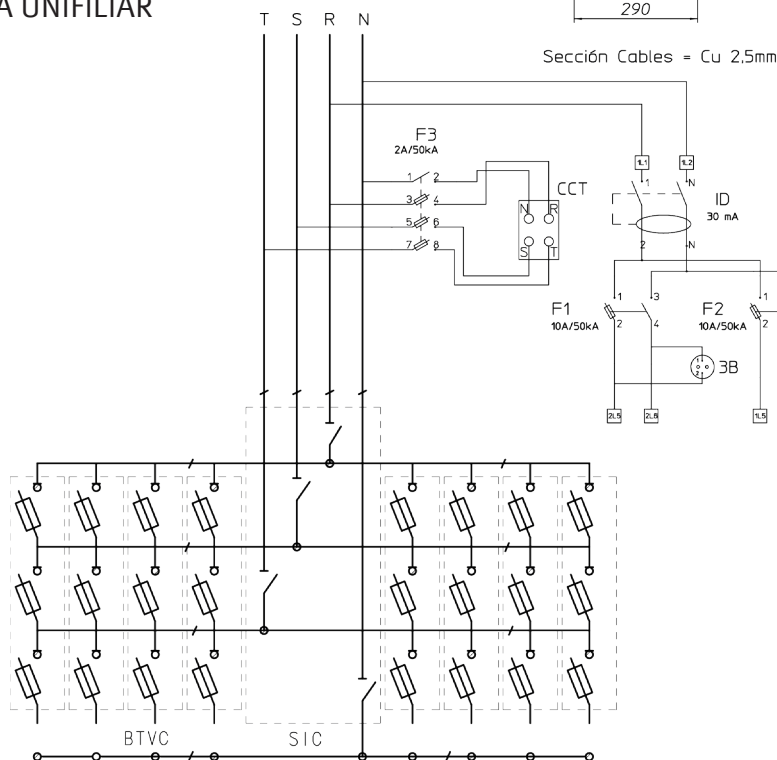 A UNIFILIAR
T S R N
290
Sección Cables = Cu 2,5mm
F3
2A/50kA
1 2
3 4
5 6
7 8
CCT
N R
S T
1L1 1L2
1 N
ID
30 mA
2 N
F1
10A/50kA
1 3
2 4
F2
10A/50kA
1
2
1
2
3B
2L5 2L6 1L5
BTVC SIC